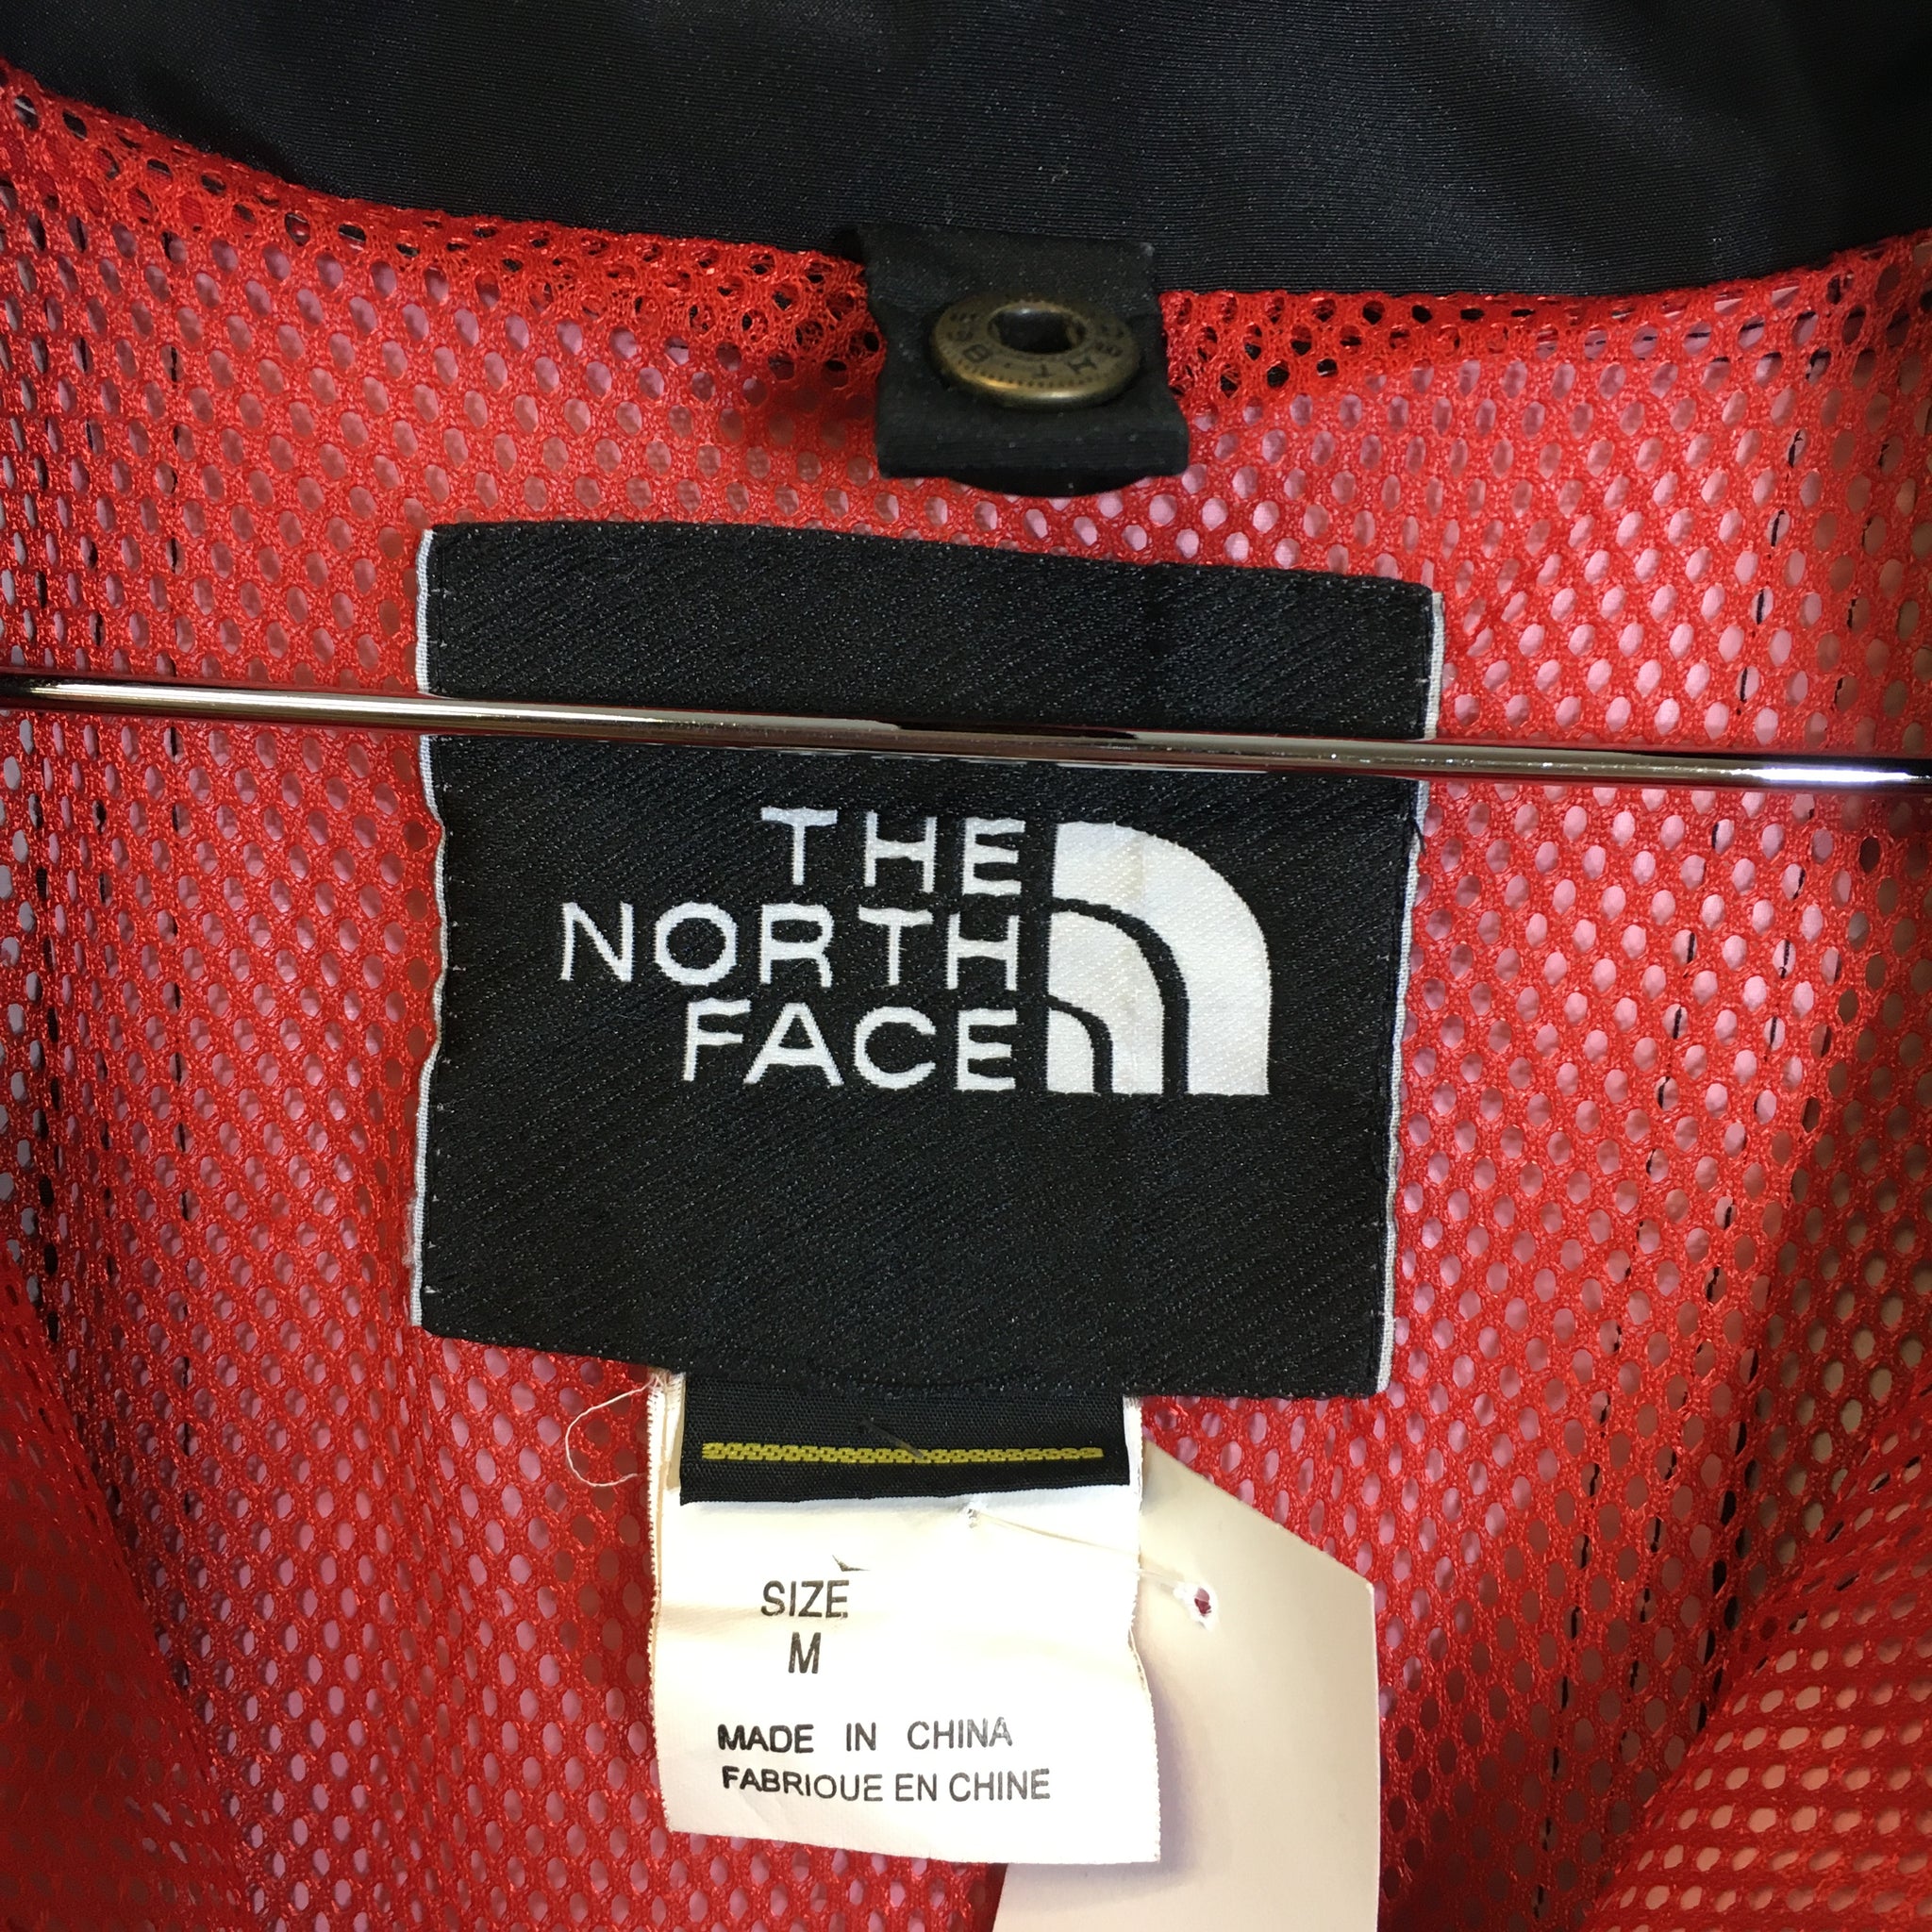 THE
NORTH
FACE
SIZE
M
MADE IN CHINA
FABRIOUE EN CHINE